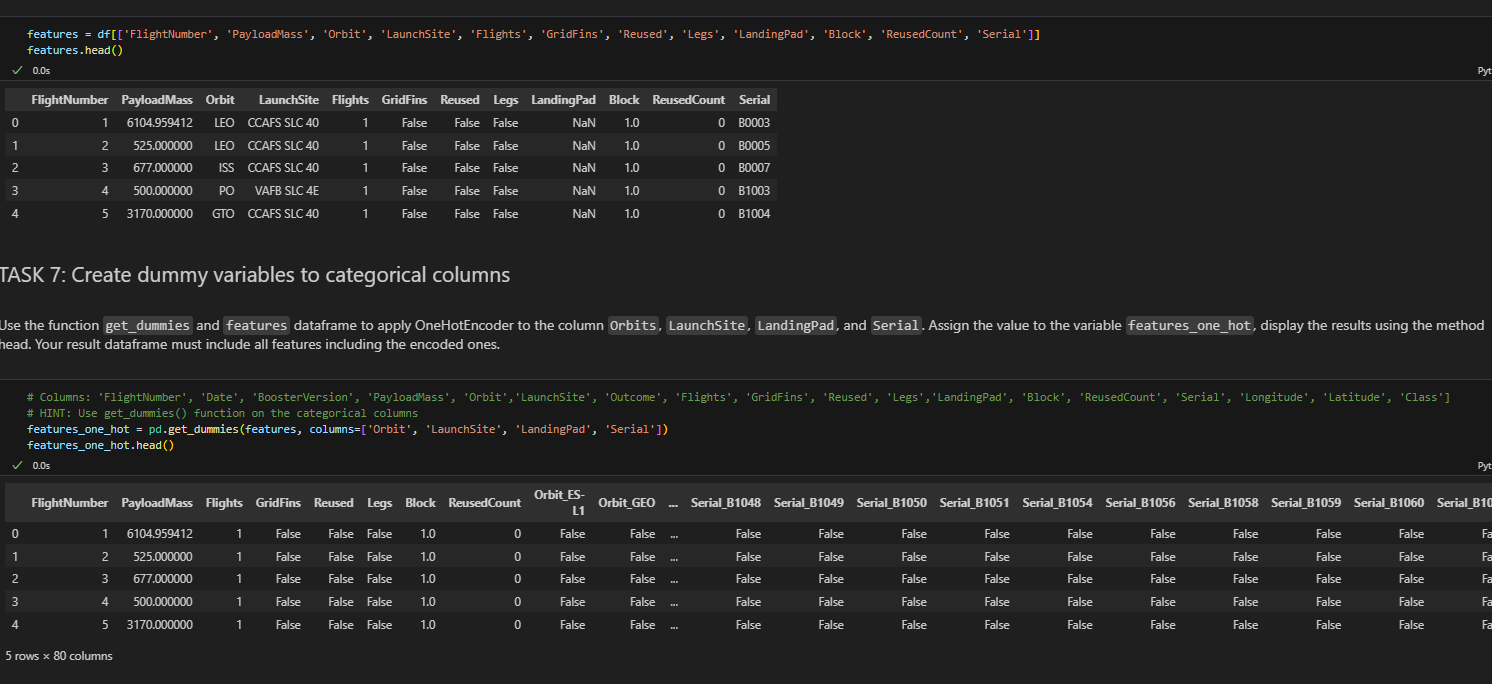 features = df[['FlightNumber', 'PayloadMass', 'Orbit', 'LaunchSite', 'Flights', 'GridFins', 'Reused', 'Legs', 'LandingPad', 'Block', 'ReusedCount', 'Serial']]
features.head()
0.0s
Pyt
FlightNumber PayloadMass Orbit LaunchSite Flights GridFins Reused Legs LandingPad Block ReusedCount Serial
0 1 6104.959412 LEO CCAFS SLC 40 1 False False False NaN 1.0 0 B0003
1 2 525.000000 LEO CCAFS SLC 40 1 False False False NaN 1.0 0 B0005
2 3 677.000000 ISS CCAFS SLC 40 1 False False False NaN 1.0 0 B0007
3 4 500.000000 PO VAFB SLC 4E 1 False False False NaN 1.0 0 B1003
4 5 3170.000000 GTO CCAFS SLC 40 1 False False False NaN 1.0 0 B1004
TASK 7: Create dummy variables to categorical columns
Use the function get_dummies and features dataframe to apply OneHotEncoder to the column Orbits, LaunchSite, LandingPad, and Serial. Assign the value to the variable features_one_hot, display the results using the method
head. Your result dataframe must include all features including the encoded ones.
# Columns: 'FlightNumber', 'Date', 'BoosterVersion', 'PayloadMass', 'Orbit','LaunchSite', 'Outcome', 'Flights', 'GridFins', 'Reused', 'Legs','LandingPad', 'Block', 'ReusedCount', 'Serial', 'Longitude', 'Latitude', 'Class']
# HINT: Use get_dummies() function on the categorical columns
features_one_hot = pd.get_dummies(features, columns=['Orbit', 'LaunchSite', 'LandingPad', 'Serial'])
features_one_hot.head()
0.0s
Pyt
FlightNumber PayloadMass Flights GridFins Reused Legs Block ReusedCount Orbit_ES-L1 Orbit_GEO ... Serial_B1048 Serial_B1049 Serial_B1050 Serial_B1051 Serial_B1054 Serial_B1056 Serial_B1058 Serial_B1059 Serial_B1060 Serial_B10
0 1 6104.959412 1 False False False 1.0 0 False False ... False False False False False False False False False Fa
1 2 525.000000 1 False False False 1.0 0 False False ... False False False False False False False False False Fa
2 3 677.000000 1 False False False 1.0 0 False False ... False False False False False False False False False Fa
3 4 500.000000 1 False False False 1.0 0 False False ... False False False False False False False False False Fa
4 5 3170.000000 1 False False False 1.0 0 False False ... False False False False False False False False False Fa
5 rows × 80 columns